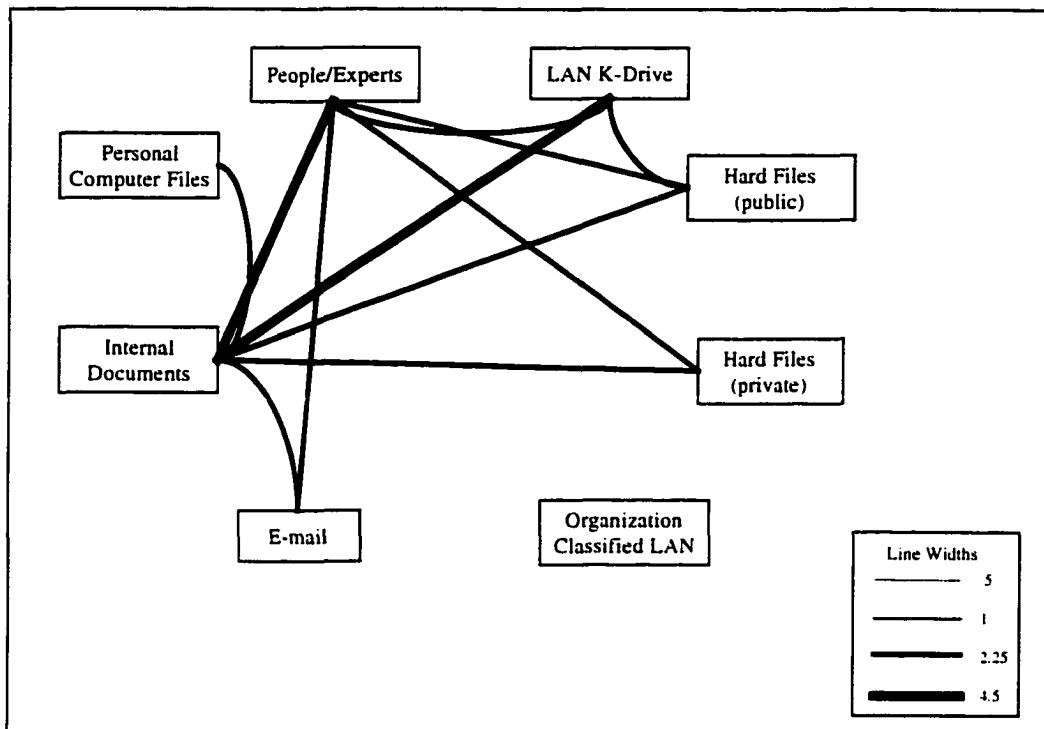 People/Experts
LAN K-Drive
Personal
Computer Files
Hard Files
(public)
Internal
Documents
Hard Files
(private)
E-mail
Organization
Classified LAN
Line Widths
5
1
2.25
4.5